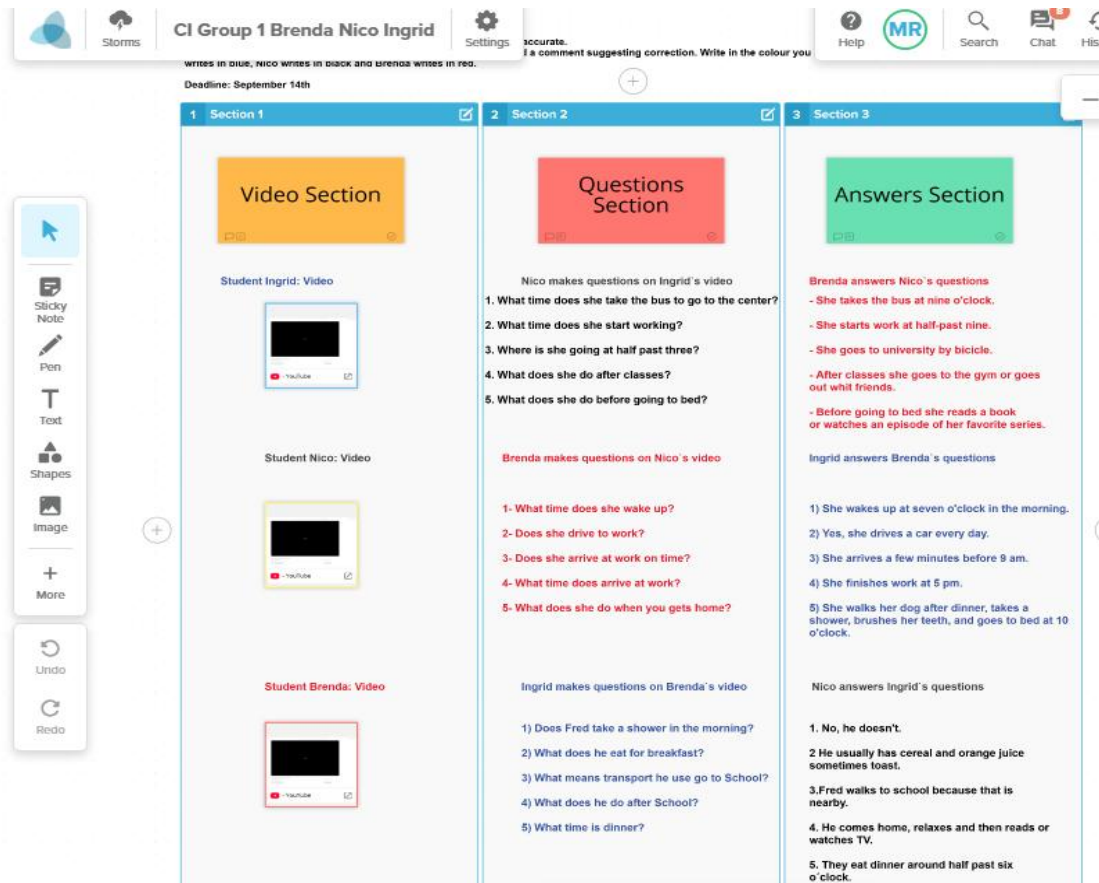 Storms
CI Group 1 Brenda Nico Ingrid
Settings
Help
MR
Search
Chat
accurate.
a comment suggesting correction. Write in the colour you
writes in blue, Nico writes in black and Brenda writes in red.
Deadline: September 14th
1 Section 1
2 Section 2
3 Section 3
Video Section
Questions
Section
Answers Section
Sticky
Note
Pen
Text
Shapes
Image
More
Undo
Redo
Student Ingrid: Video
- YouTube
Nico makes questions on Ingrid`s video
1. What time does she take the bus to go to the center?
2. What time does she start working?
3. Where is she going at half past three?
4. What does she do after classes?
5. What does she do before going to bed?
Brenda answers Nico`s questions
- She takes the bus at nine o'clock.
- She starts work at half-past nine.
- She goes to university by bicicle.
- After classes she goes to the gym or goes
out whit friends.
- Before going to bed she reads a book
or watches an episode of her favorite series.
Student Nico: Video
- YouTube
Brenda makes questions on Nico`s video
1- What time does she wake up?
2- Does she drive to work?
3- Does she arrive at work on time?
4- What time does arrive at work?
5- What does she do when you gets home?
Ingrid answers Brenda`s questions
1) She wakes up at seven o'clock in the morning.
2) Yes, she drives a car every day.
3) She arrives a few minutes before 9 am.
4) She finishes work at 5 pm.
5) She walks her dog after dinner, takes a
shower, brushes her teeth, and goes to bed at 10
o'clock.
Student Brenda: Video
- YouTube
Ingrid makes questions on Brenda`s video
1) Does Fred take a shower in the morning?
2) What does he eat for breakfast?
3) What means transport he use go to School?
4) What does he do after School?
5) What time is dinner?
Nico answers Ingrid`s questions
1. No, he doesn't.
2 He usually has cereal and orange juice
sometimes toast.
3.Fred walks to school because that is
nearby.
4. He comes home, relaxes and then reads or
watches TV.
5. They eat dinner around half past six
o´clock.